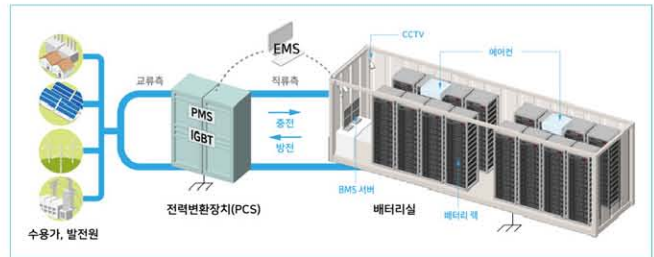 CCTV
에어컨
EMS
교류측
직류측
PMS
IGBT
충전
방전
BMS 서버
배터리 랙
수용가, 발전원
전력변환장치(PCS)
배터리실